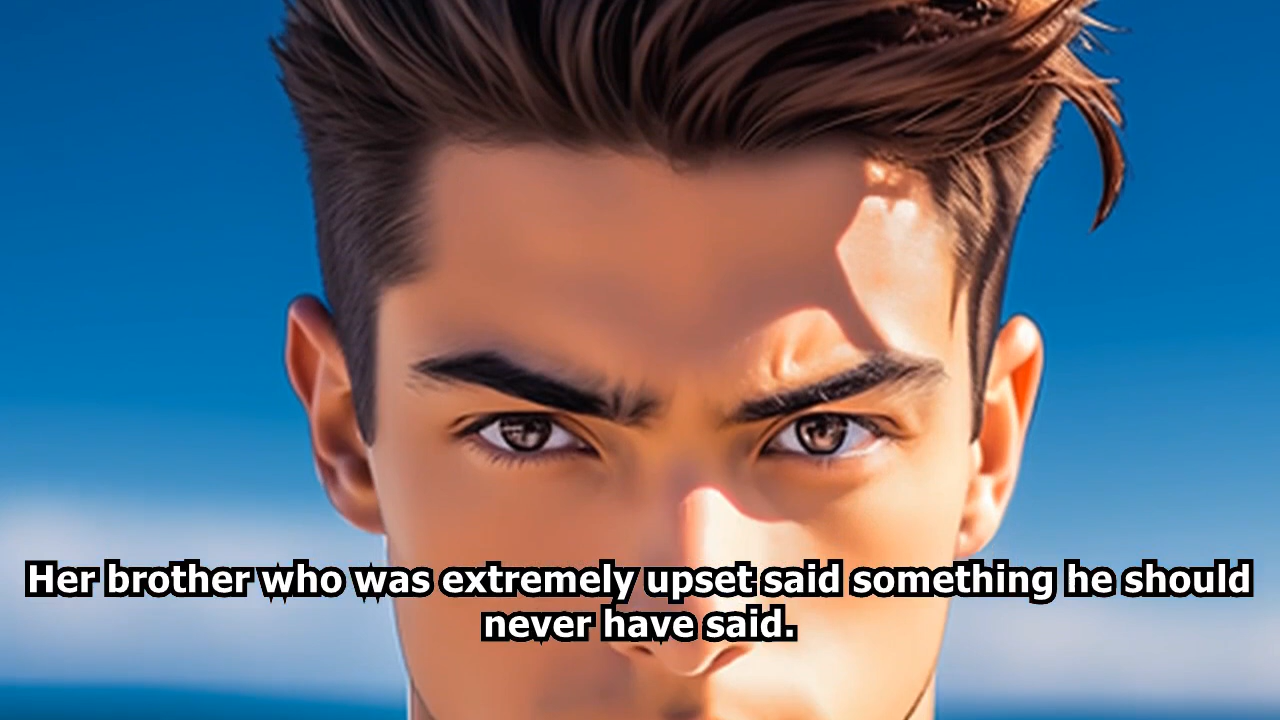 Her brother who was extremely upset said something he should
never have said.